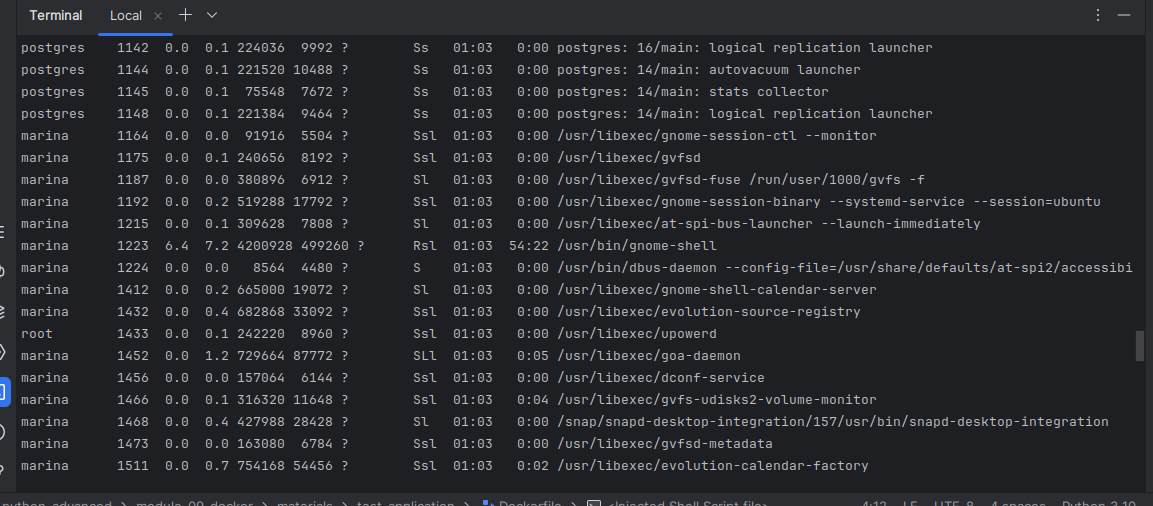 Terminal Local
postgres 1142 0.0 0.1 224036 9992 ? Ss 01:03 0:00 postgres: 16/main: logical replication launcher
postgres 1144 0.0 0.1 221520 10488 ? Ss 01:03 0:00 postgres: 14/main: autovacuum launcher
postgres 1145 0.0 0.1 75548 7672 ? Ss 01:03 0:00 postgres: 14/main: stats collector
postgres 1148 0.0 0.1 221384 9464 ? Ss 01:03 0:00 postgres: 14/main: logical replication launcher
marina 1164 0.0 0.0 91916 5504 ? Ssl 01:03 0:00 /usr/libexec/gnome-session-ctl --monitor
marina 1175 0.0 0.1 240656 8192 ? Ssl 01:03 0:00 /usr/libexec/gvfsd
marina 1187 0.0 0.0 380896 6912 ? Sl 01:03 0:00 /usr/libexec/gvfsd-fuse /run/user/1000/gvfs -f
marina 1192 0.0 0.2 519288 17792 ? Ssl 01:03 0:00 /usr/libexec/gnome-session-binary --systemd-service --session=ubuntu
marina 1215 0.0 0.1 309628 7808 ? Sl 01:03 0:00 /usr/libexec/at-spi-bus-launcher --launch-immediately
marina 1223 6.4 7.2 4200928 499260 ? Rsl 01:03 54:22 /usr/bin/gnome-shell
marina 1224 0.0 0.0 8564 4480 ? S 01:03 0:00 /usr/bin/dbus-daemon --config-file=/usr/share/defaults/at-spi2/accessibi
marina 1412 0.0 0.2 665000 19072 ? Sl 01:03 0:00 /usr/libexec/gnome-shell-calendar-server
marina 1432 0.0 0.4 682868 33092 ? Ssl 01:03 0:00 /usr/libexec/evolution-source-registry
root 1433 0.0 0.1 242220 8960 ? Ssl 01:03 0:00 /usr/libexec/upowerd
marina 1452 0.0 1.2 729664 87772 ? SLl 01:03 0:05 /usr/libexec/goa-daemon
marina 1456 0.0 0.0 157064 6144 ? Ssl 01:03 0:00 /usr/libexec/dconf-service
marina 1466 0.0 0.1 316320 11648 ? Ssl 01:03 0:04 /usr/libexec/gvfs-udisks2-volume-monitor
marina 1468 0.0 0.4 427988 28428 ? Sl 01:03 0:00 /snap/snapd-desktop-integration/157/usr/bin/snapd-desktop-integration
marina 1473 0.0 0.0 163080 6784 ? Ssl 01:03 0:00 /usr/libexec/gvfsd-metadata
marina 1511 0.0 0.7 754168 54456 ? Ssl 01:03 0:02 /usr/libexec/evolution-calendar-factory
python_advanced > module_09_docker > materials > test_application > Dockerfile > <Injected Shell Script file> 4:12 LF UTF-8 4 spaces Python 3.10